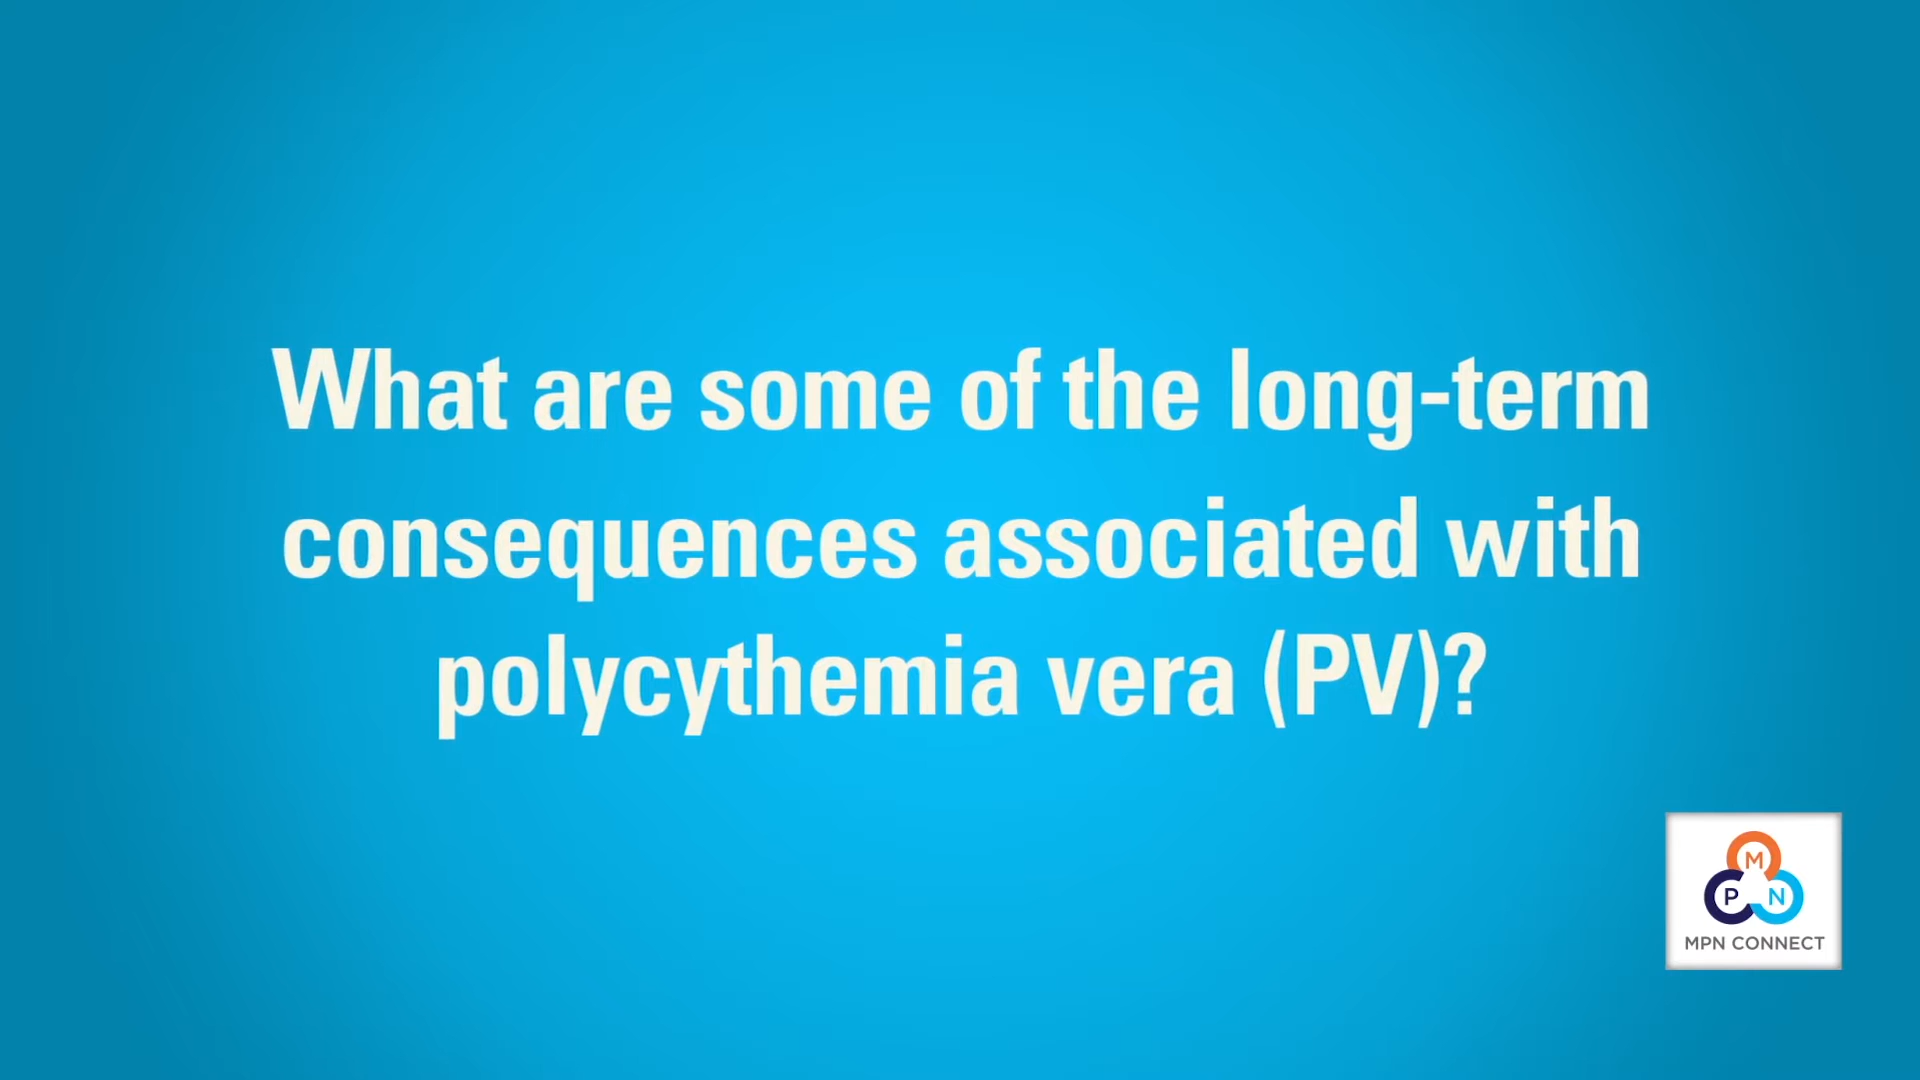 What are some of the long-term
consequences associated with
polycythemia vera (PV)?
M
P N
MPN CONNECT